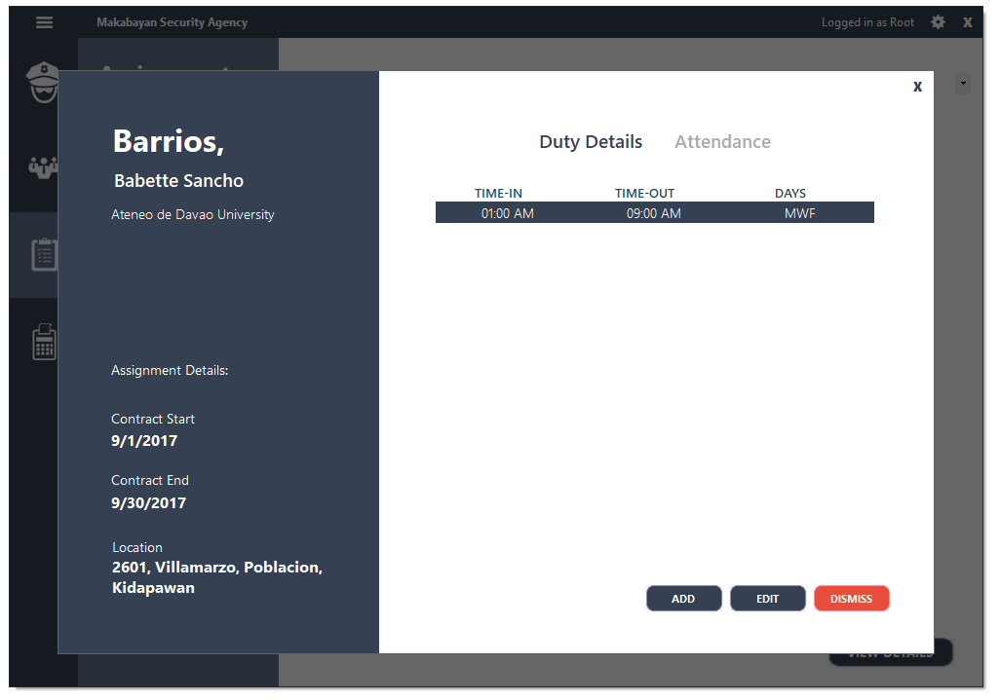 Makabayan Security Agency
Logged in as Root
X
X
Barrios,
Babette Sancho
Ateneo de Davao University
Duty Details Attendance
TIME-IN TIME-OUT DAYS
01:00 AM 09:00 AM MWF
Assignment Details:
Contract Start
9/1/2017
Contract End
9/30/2017
Location
2601, Villamarzo, Poblacion,
Kidapawan
ADD EDIT DISMISS
VIEW DETAILS